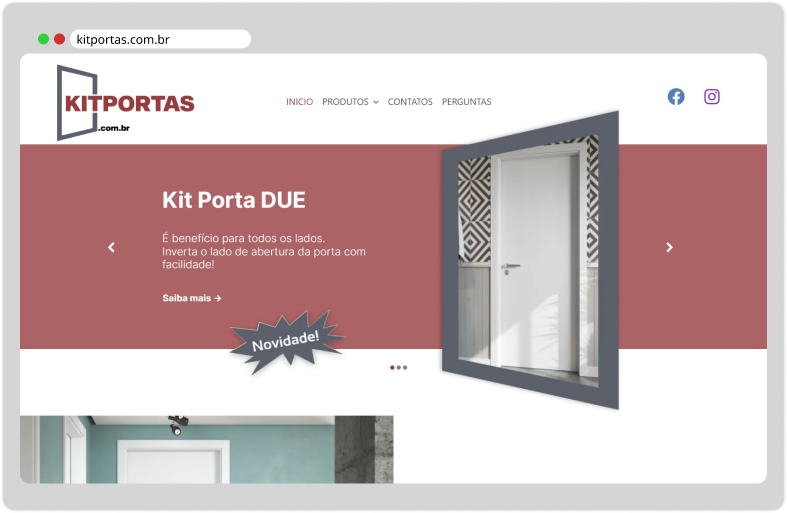 kitportas.com.br
KITPORTAS
.com.br
INICIO PRODUTOS CONTATOS PERGUNTAS
Kit Porta DUE
É benefício para todos os lados.
Inverta o lado de abertura da porta com
facilidade!
Saiba mais →
Novidade!